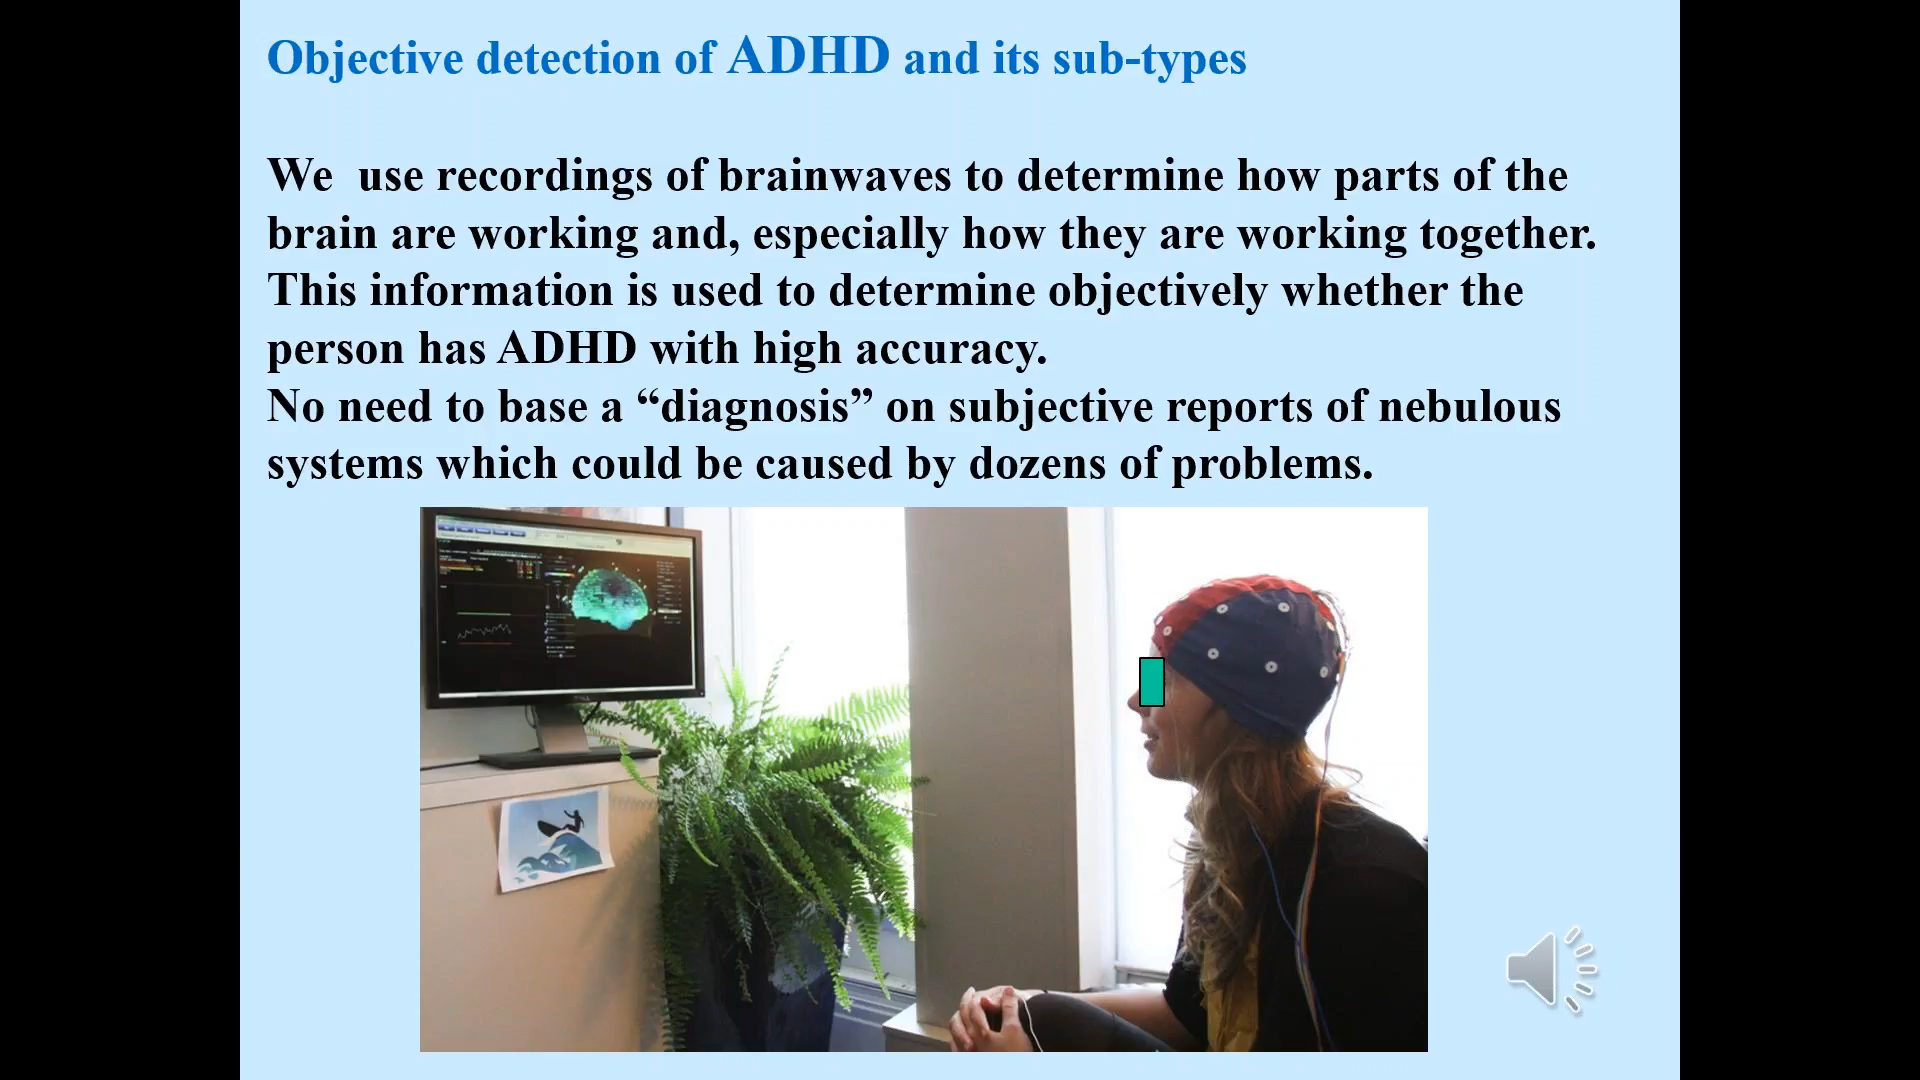 Objective detection of ADHD and its sub-types
We use recordings of brainwaves to determine how parts of the
brain are working and, especially how they are working together.
This information is used to determine objectively whether the
person has ADHD with high accuracy.
No need to base a “diagnosis” on subjective reports of nebulous
systems which could be caused by dozens of problems.